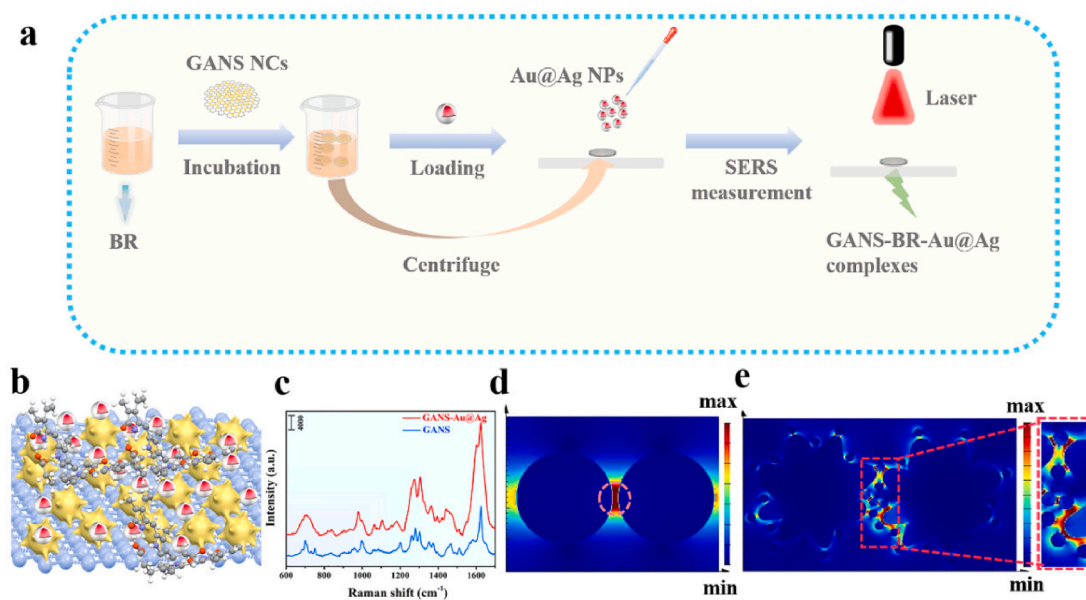 a
GANS NCs
Incubation
BR
Loading
Centrifuge
Au@Ag NPs
SERS
measurement
Laser
GANS-BR-Au@Ag
complexes
b
c
4000
GANS-Au@Ag
GANS
Intensity (a.u.)
600 800 1000 1200 1400 1600
Raman shift (cm⁻¹)
d
max
min
e
max
min